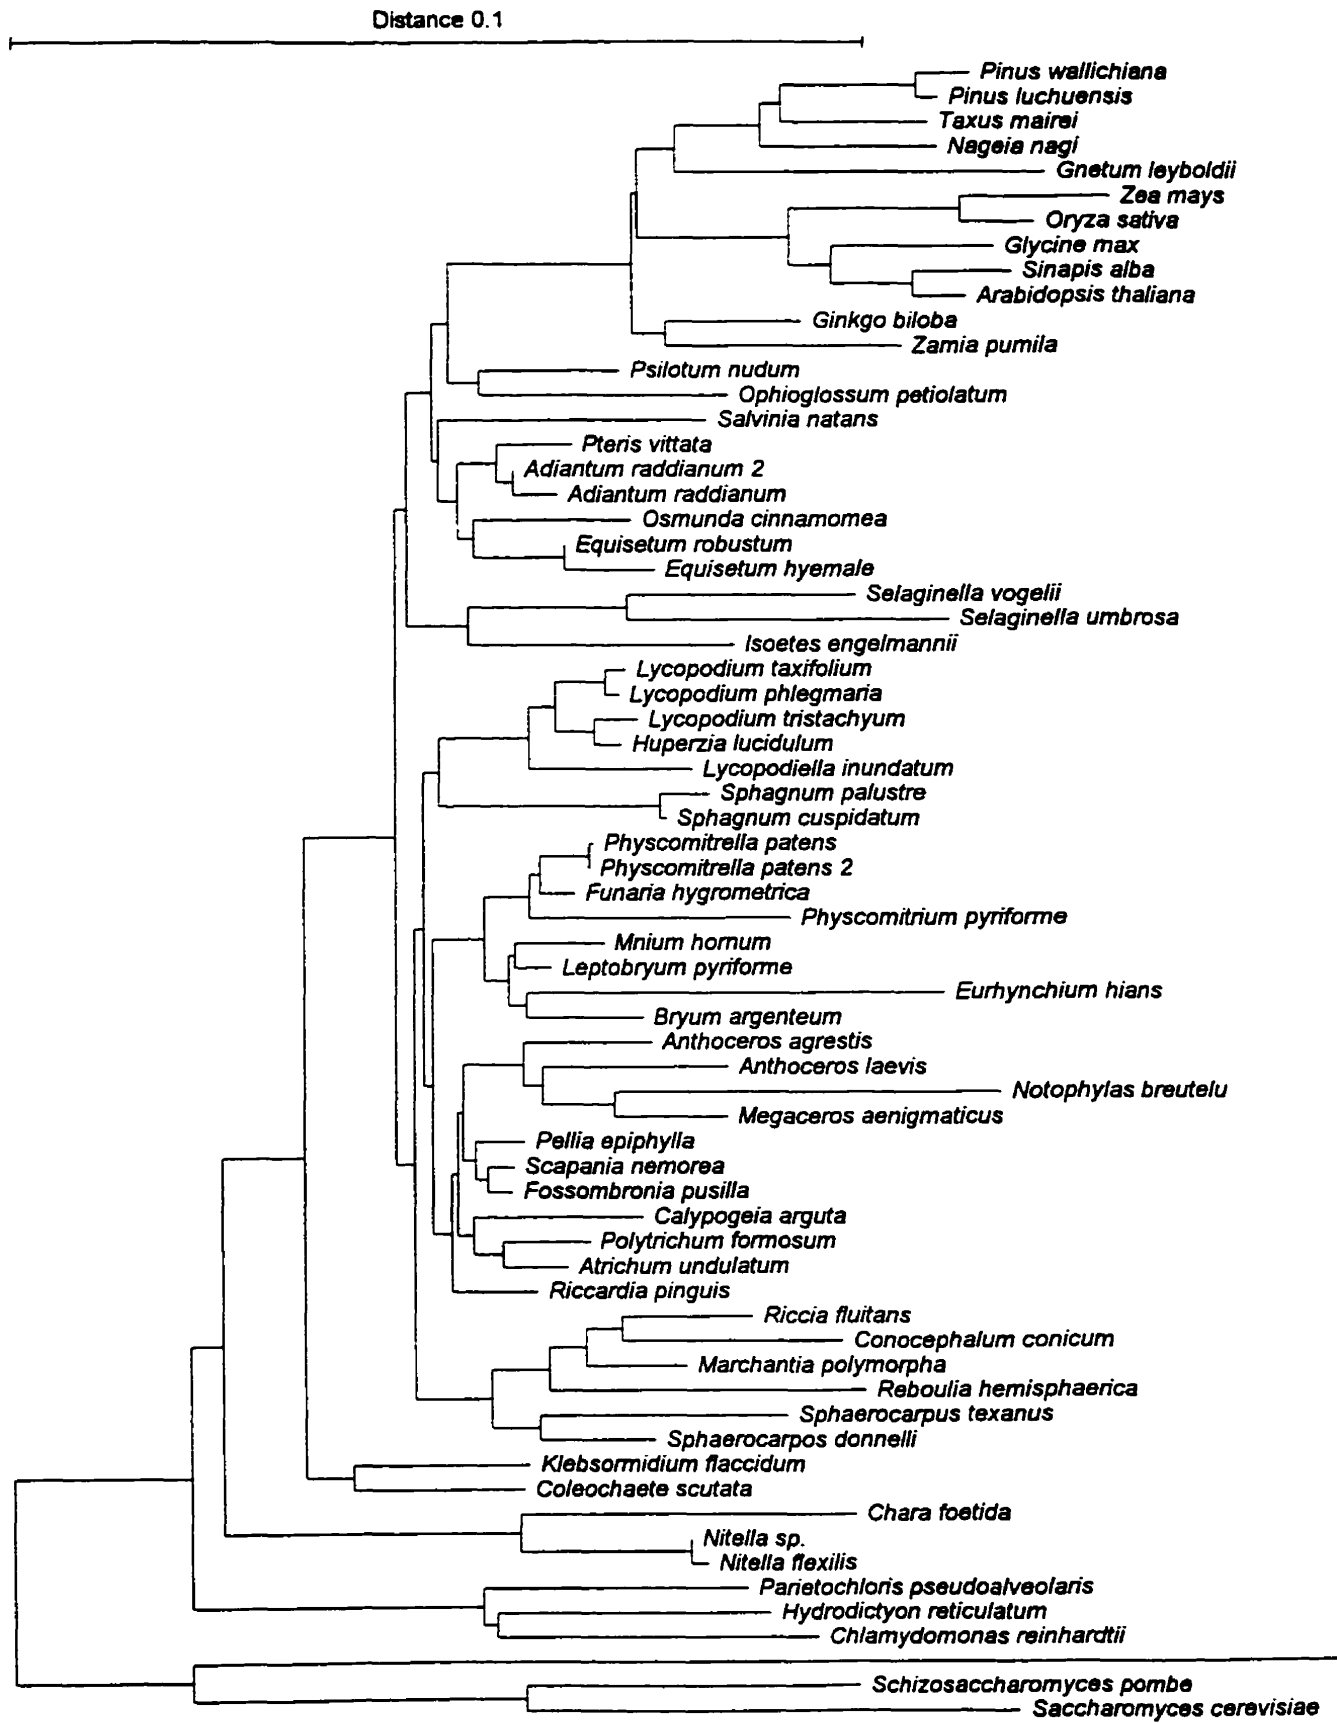 Distance 0.1
Pinus wallichiana
Pinus luchuensis
Taxus mairei
Nageia nagi
Gnetum leyboldii
Zea mays
Oryza sativa
Glycine max
Sinapis alba
Arabidopsis thaliana
Ginkgo biloba
Zamia pumila
Psilotum nudum
Ophioglossum petiolatum
Salvinia natans
Pteris vittata
Adiantum raddianum 2
Adiantum raddianum
Osmunda cinnamomea
Equisetum robustum
Equisetum hyemale
Selaginella vogelii
Selaginella umbrosa
Isoetes engelmannii
Lycopodium taxifolium
Lycopodium phlegmaria
Lycopodium tristachyum
Huperzia lucidulum
Lycopodiella inundatum
Sphagnum palustre
Sphagnum cuspidatum
Physcomitrella patens
Physcomitrella patens 2
Funaria hygrometrica
Physcomitrium pyriforme
Mnium hornum
Leptobryum pyriforme
Eurhynchium hians
Bryum argenteum
Anthoceros agrestis
Anthoceros laevis
Notophylas breutelu
Megaceros aenigmaticus
Pellia epiphylla
Scapania nemorea
Fossombronia pusilla
Calypogeia arguta
Polytrichum formosum
Atrichum undulatum
Riccardia pinguis
Riccia fluitans
Conocephalum conicum
Marchantia polymorpha
Reboulia hemisphaerica
Sphaerocarpus texanus
Sphaerocarpos donnelli
Klebsormidium flaccidum
Coleochaete scutata
Chara foetida
Nitella sp.
Nitella flexilis
Parietochloris pseudoalveolaris
Hydrodictyon reticulatum
Chlamydomonas reinhardtii
Schizosaccharomyces pombe
Saccharomyces cerevisiae